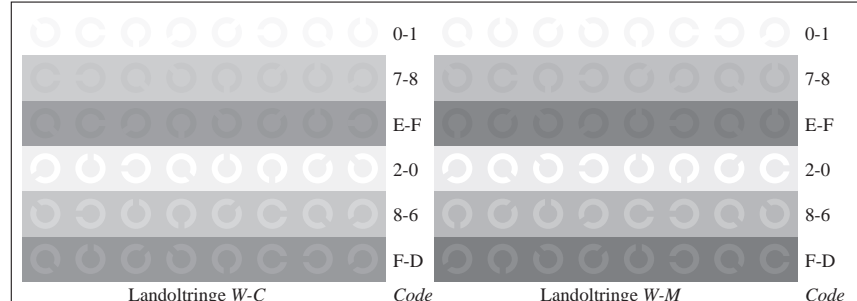 0-1 0-1
7-8 7-8
E-F E-F
2-0 2-0
8-6 8-6
F-D F-D
Landoltringe W-C Code Landoltringe W-M Code